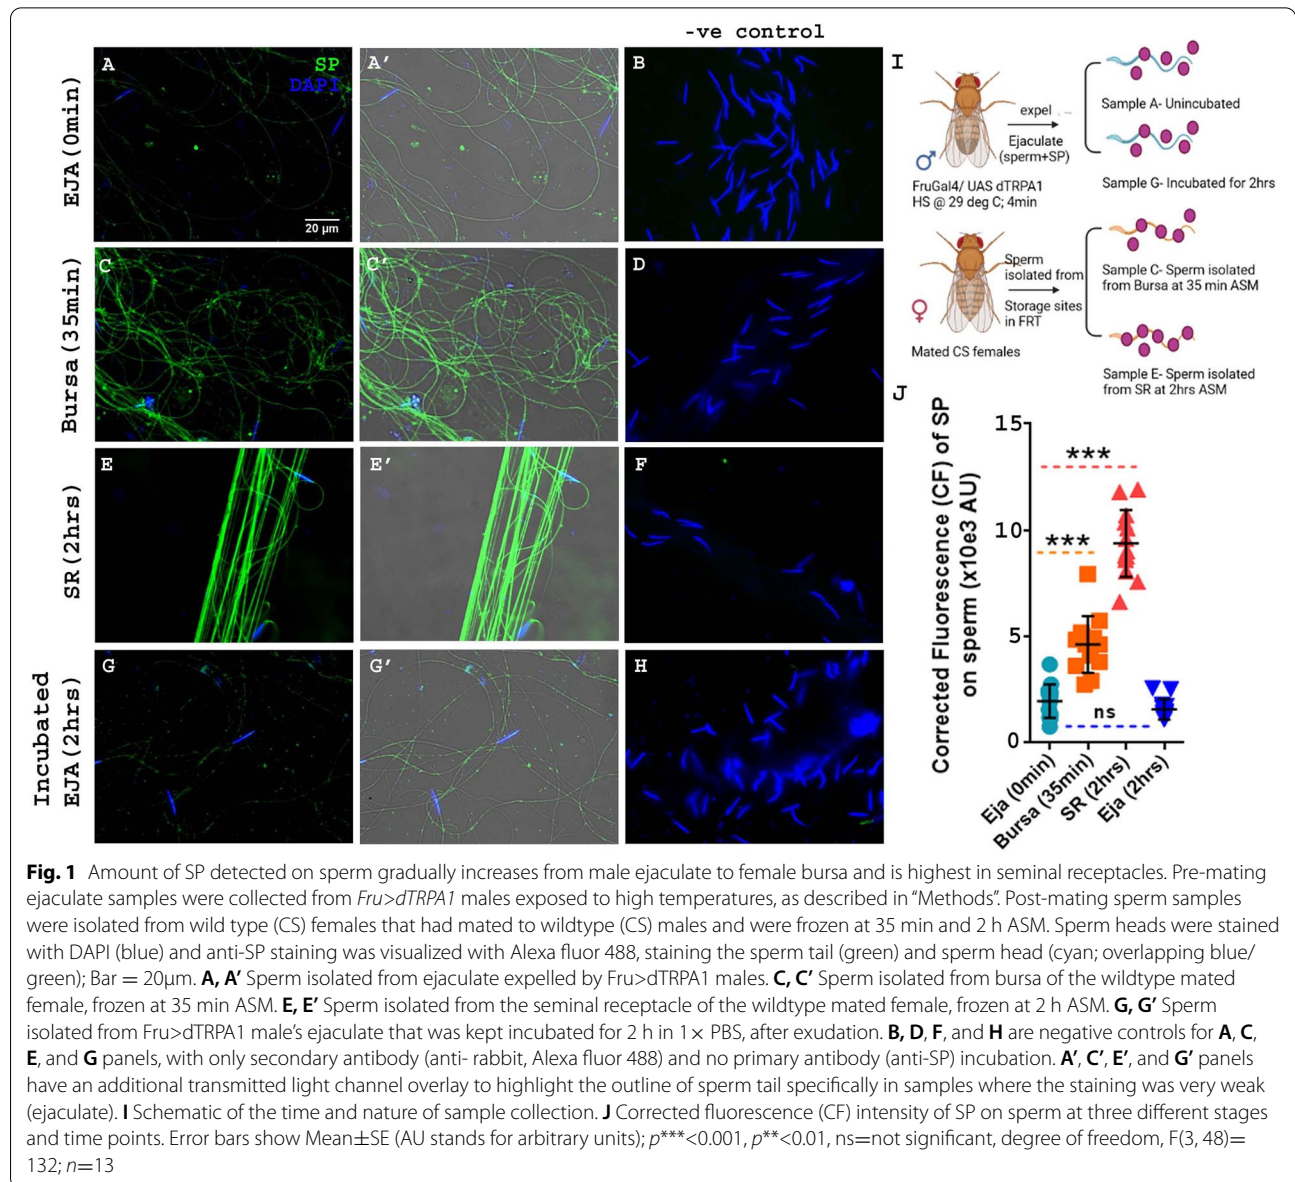 -ve control
EJA(0min)
A
SP
DAPI
20 µm
A'
B
Bursa(35min)
C
C'
D
SR(2hrs)
E
E'
F
Incubated
EJA(2hrs)
G
G'
H
I
expel
Ejaculate
(sperm+SP)
FruGal4/ UAS dTRPA1
HS @ 29 deg C; 4min
Sample A- Unincubated
Sample G- Incubated for 2hrs
Sperm
isolated from
Storage sites
in FRT
Mated CS females
Sample C- Sperm isolated
from Bursa at 35 min ASM
Sample E- Sperm isolated
from SR at 2hrs ASM
J
Corrected Fluorescence (CF) of SP
on sperm (x10e3 AU)
15
10
5
0
***
***
ns
Eja (0min)
Bursa (35min)
SR (2hrs)
Eja (2hrs)
Fig. 1 Amount of SP detected on sperm gradually increases from male ejaculate to female bursa and is highest in seminal receptacles. Pre-mating
ejaculate samples were collected from Fru>dTRPA1 males exposed to high temperatures, as described in “Methods”. Post-mating sperm samples
were isolated from wild type (CS) females that had mated to wildtype (CS) males and were frozen at 35 min and 2 h ASM. Sperm heads were stained
with DAPI (blue) and anti-SP staining was visualized with Alexa fluor 488, staining the sperm tail (green) and sperm head (cyan; overlapping blue/
green); Bar = 20µm. A, A′ Sperm isolated from ejaculate expelled by Fru>dTRPA1 males. C, C′ Sperm isolated from bursa of the wildtype mated
female, frozen at 35 min ASM. E, E′ Sperm isolated from the seminal receptacle of the wildtype mated female, frozen at 2 h ASM. G, G′ Sperm
isolated from Fru>dTRPA1 male’s ejaculate that was kept incubated for 2 h in 1× PBS, after exudation. B, D, F, and H are negative controls for A, C,
E, and G panels, with only secondary antibody (anti- rabbit, Alexa fluor 488) and no primary antibody (anti-SP) incubation. A′, C′, E′, and G′ panels
have an additional transmitted light channel overlay to highlight the outline of sperm tail specifically in samples where the staining was very weak
(ejaculate). I Schematic of the time and nature of sample collection. J Corrected fluorescence (CF) intensity of SP on sperm at three different stages
and time points. Error bars show Mean±SE (AU stands for arbitrary units); p***<0.001, p**<0.01, ns=not significant, degree of freedom, F(3, 48)=
132; n=13